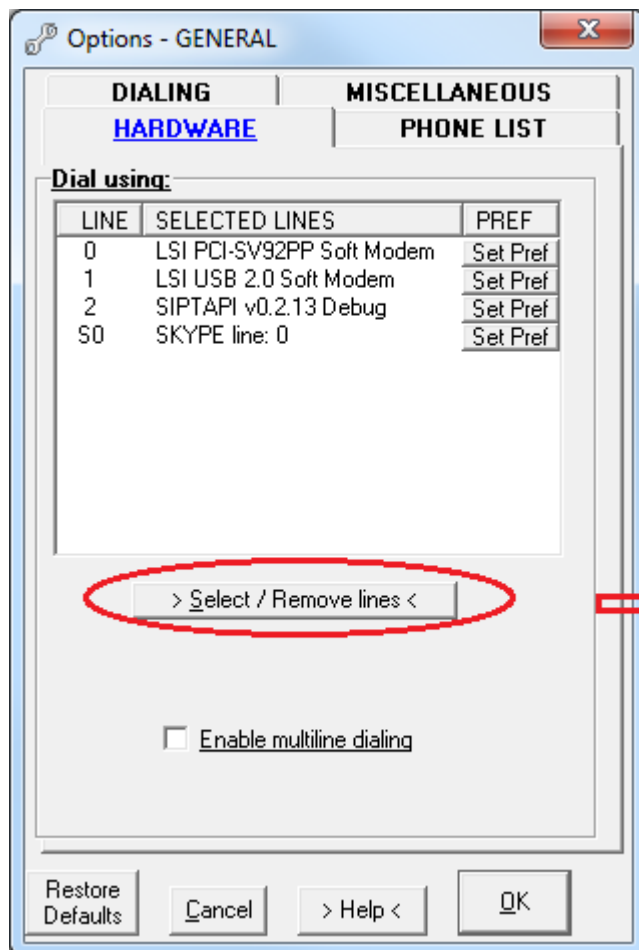 Options - GENERAL
x
DIALING MISCELLANEOUS
HARDWARE PHONE LIST
Dial using:
LINE SELECTED LINES PREF
0 LSI PCI-SV92PP Soft Modem Set Pref
1 LSI USB 2.0 Soft Modem Set Pref
2 SIPTAPI v0.2.13 Debug Set Pref
S0 SKYPE line: 0 Set Pref
> Select / Remove lines <
Enable multiline dialing
Restore
Defaults
Cancel
> Help <
OK